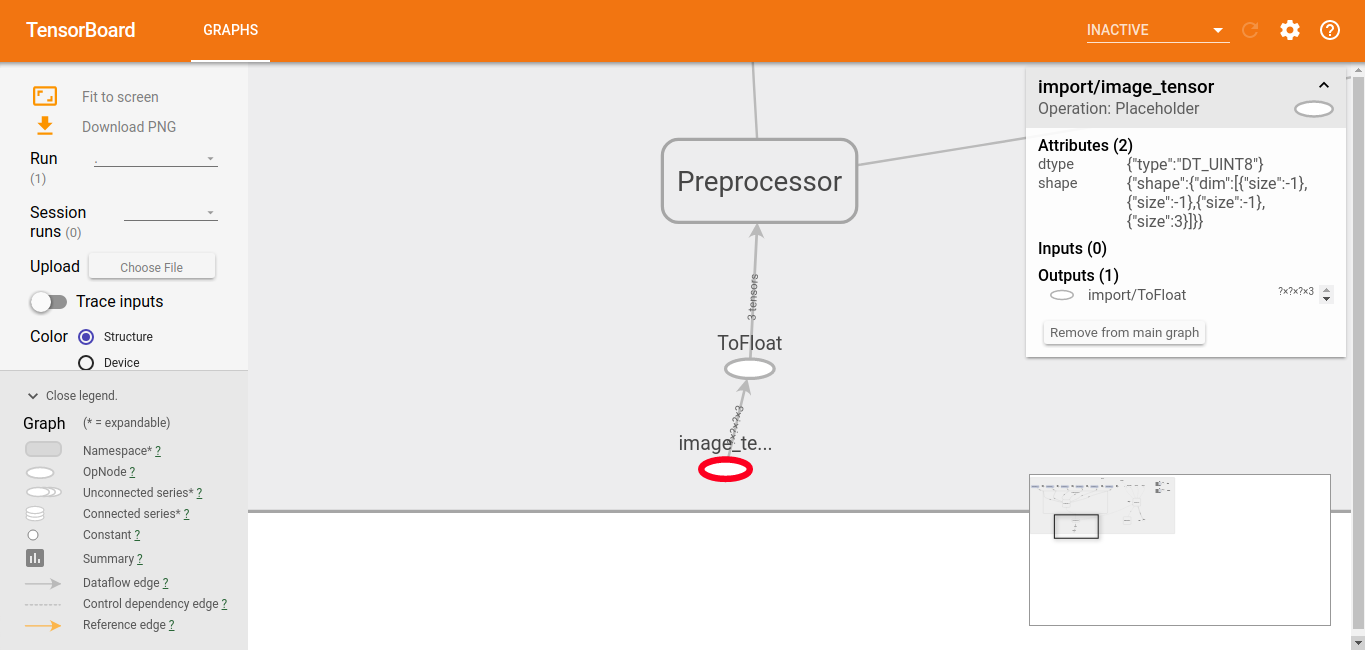 TensorBoard
GRAPHS
INACTIVE
Fit to screen
Download PNG
Run
(1)
.
Session
runs (0)
Upload
Choose File
Trace inputs
Color
Structure
Device
Close legend.
Graph
(* = expandable)
Namespace* ?
OpNode ?
Unconnected series* ?
Connected series* ?
Constant ?
Summary ?
Dataflow edge ?
Control dependency edge ?
Reference edge ?
Preprocessor
3 tensors
ToFloat
?×?×?×3
image_te...
import/image_tensor
Operation: Placeholder
Attributes (2)
dtype
{"type":"DT_UINT8"}
shape
{"shape":{"dim":[{"size":-1},
{"size":-1},{"size":-1},
{"size":3}]}}
Inputs (0)
Outputs (1)
import/ToFloat
?×?×?×3
Remove from main graph